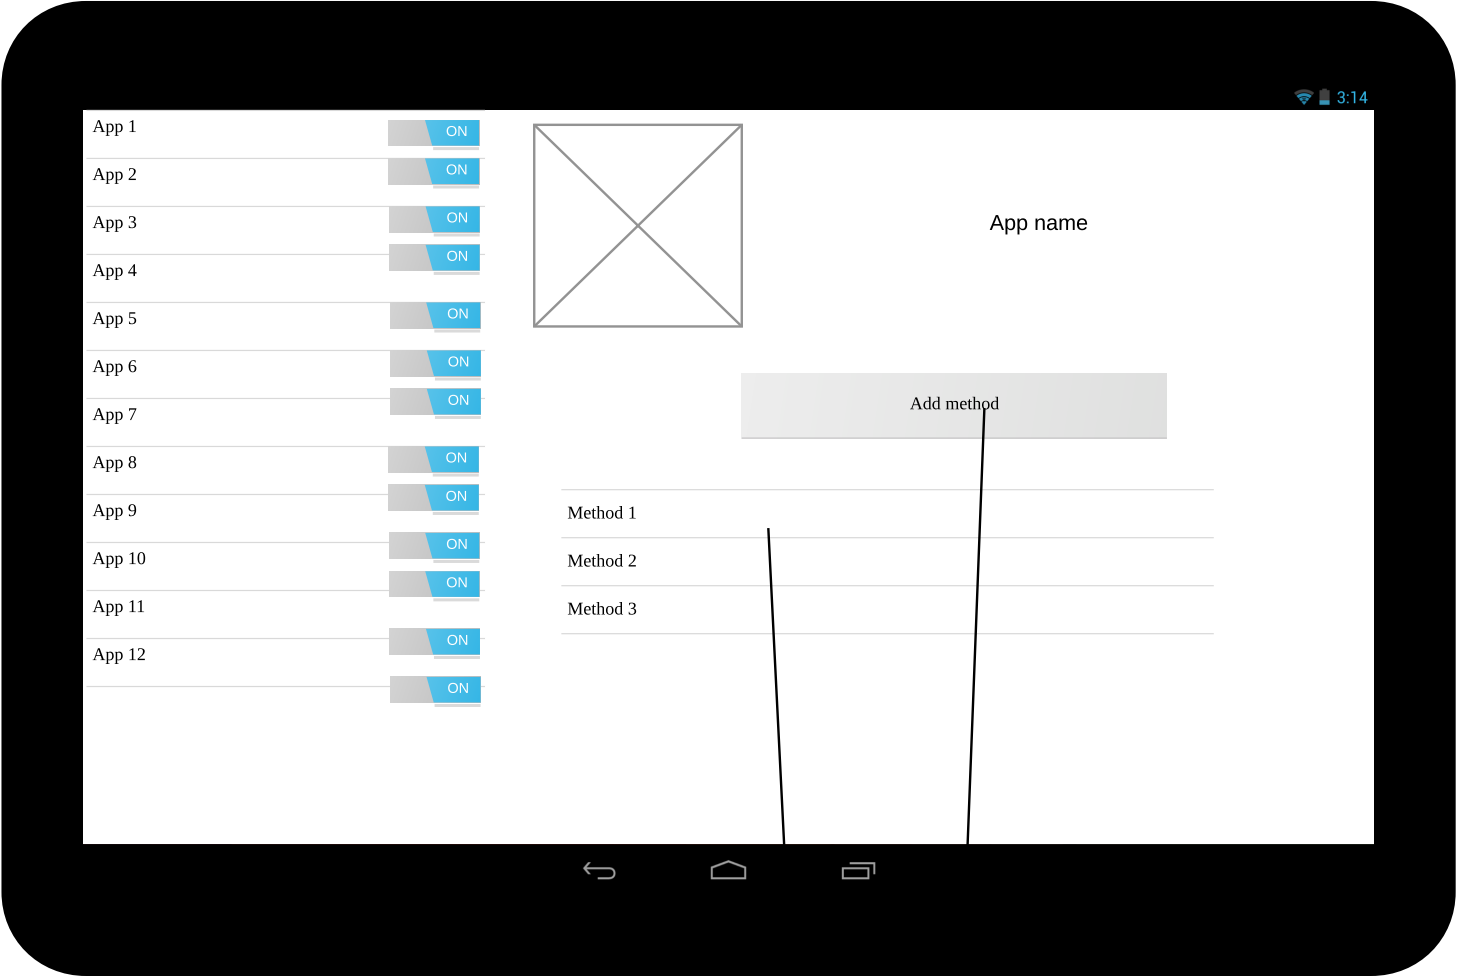 3:14
App 1 ON
App 2 ON
App 3 ON
App 4 ON
App 5 ON
App 6 ON
App 7 ON
App 8 ON
App 9 ON
App 10 ON
App 11 ON
App 12 ON
ON
App name
Add method
Method 1
Method 2
Method 3